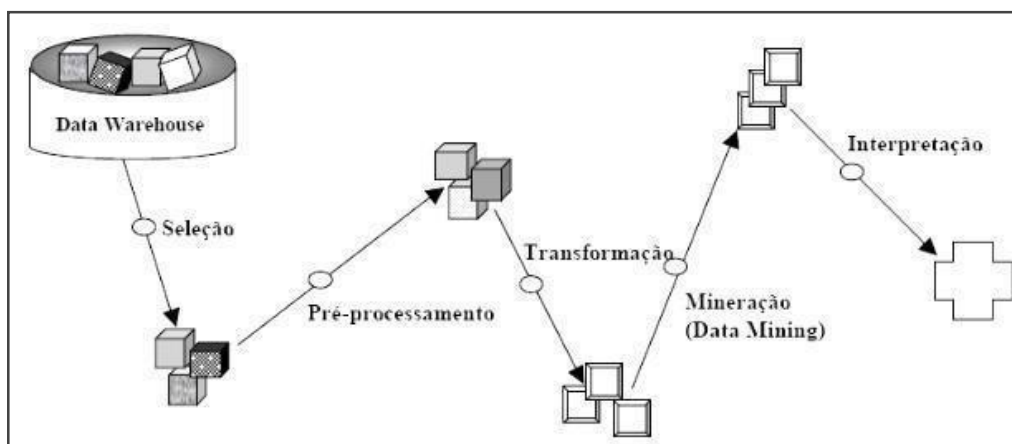 Data Warehouse
Seleção
Pré-processamento
Transformação
Mineração
(Data Mining)
Interpretação